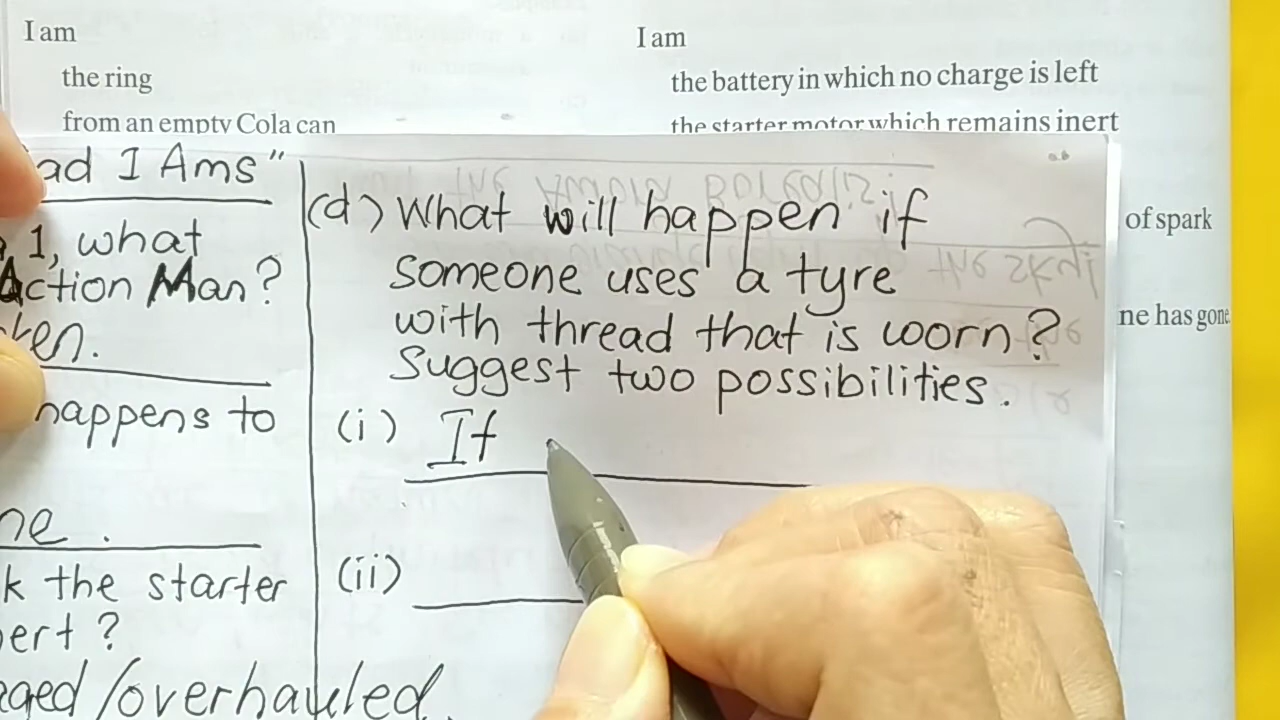 I am
the ring
from an empty Cola can
I am
the battery in which no charge is left
the starter motor which remains inert
of spark
ne has gone
ad I Ams"
1, what
Action Man?
ken.
happens to
ne.
k the starter
ert?
aged/overhauled.
(d) What will happen if
someone uses a tyre
with thread that is worn?
Suggest two possibilities.
(i) If
(ii)